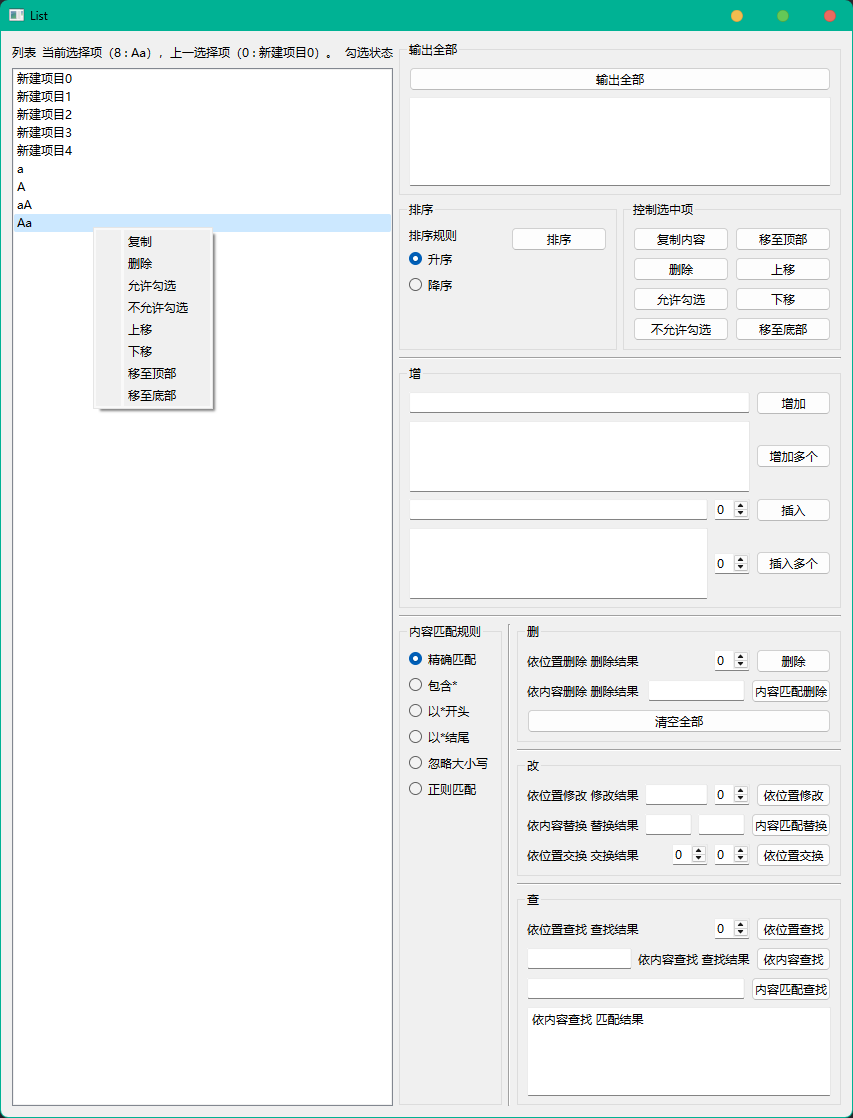 List
列表 当前选择项（8 : Aa），上一选择项（0 : 新建项目0）。 勾选状态
新建项目0
新建项目1
新建项目2
新建项目3
新建项目4
a
A
aA
Aa
复制
删除
允许勾选
不允许勾选
上移
下移
移至顶部
移至底部
输出全部
输出全部
排序
排序规则
排序
升序
降序
控制选中项
复制内容 移至顶部
删除 上移
允许勾选 下移
不允许勾选 移至底部
增
增加
增加多个
0 插入
0 插入多个
内容匹配规则
精确匹配
包含*
以*开头
以*结尾
忽略大小写
正则匹配
删
依位置删除 删除结果 0 删除
依内容删除 删除结果 内容匹配删除
清空全部
改
依位置修改 修改结果 0 依位置修改
依内容替换 替换结果 内容匹配替换
依位置交换 交换结果 0 0 依位置交换
查
依位置查找 查找结果 0 依位置查找
依内容查找 查找结果 依内容查找
内容匹配查找
依内容查找 匹配结果